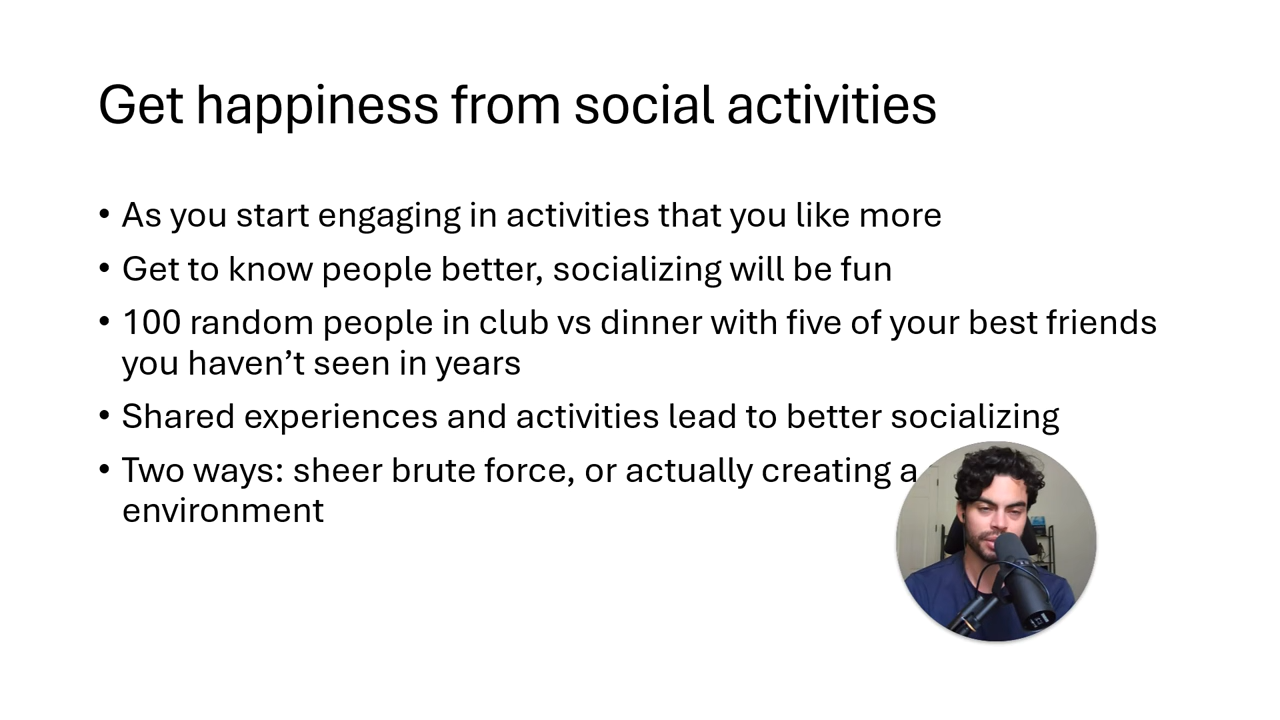 Get happiness from social activities
• As you start engaging in activities that you like more
• Get to know people better, socializing will be fun
• 100 random people in club vs dinner with five of your best friends
you haven’t seen in years
• Shared experiences and activities lead to better socializing
• Two ways: sheer brute force, or actually creating a
environment